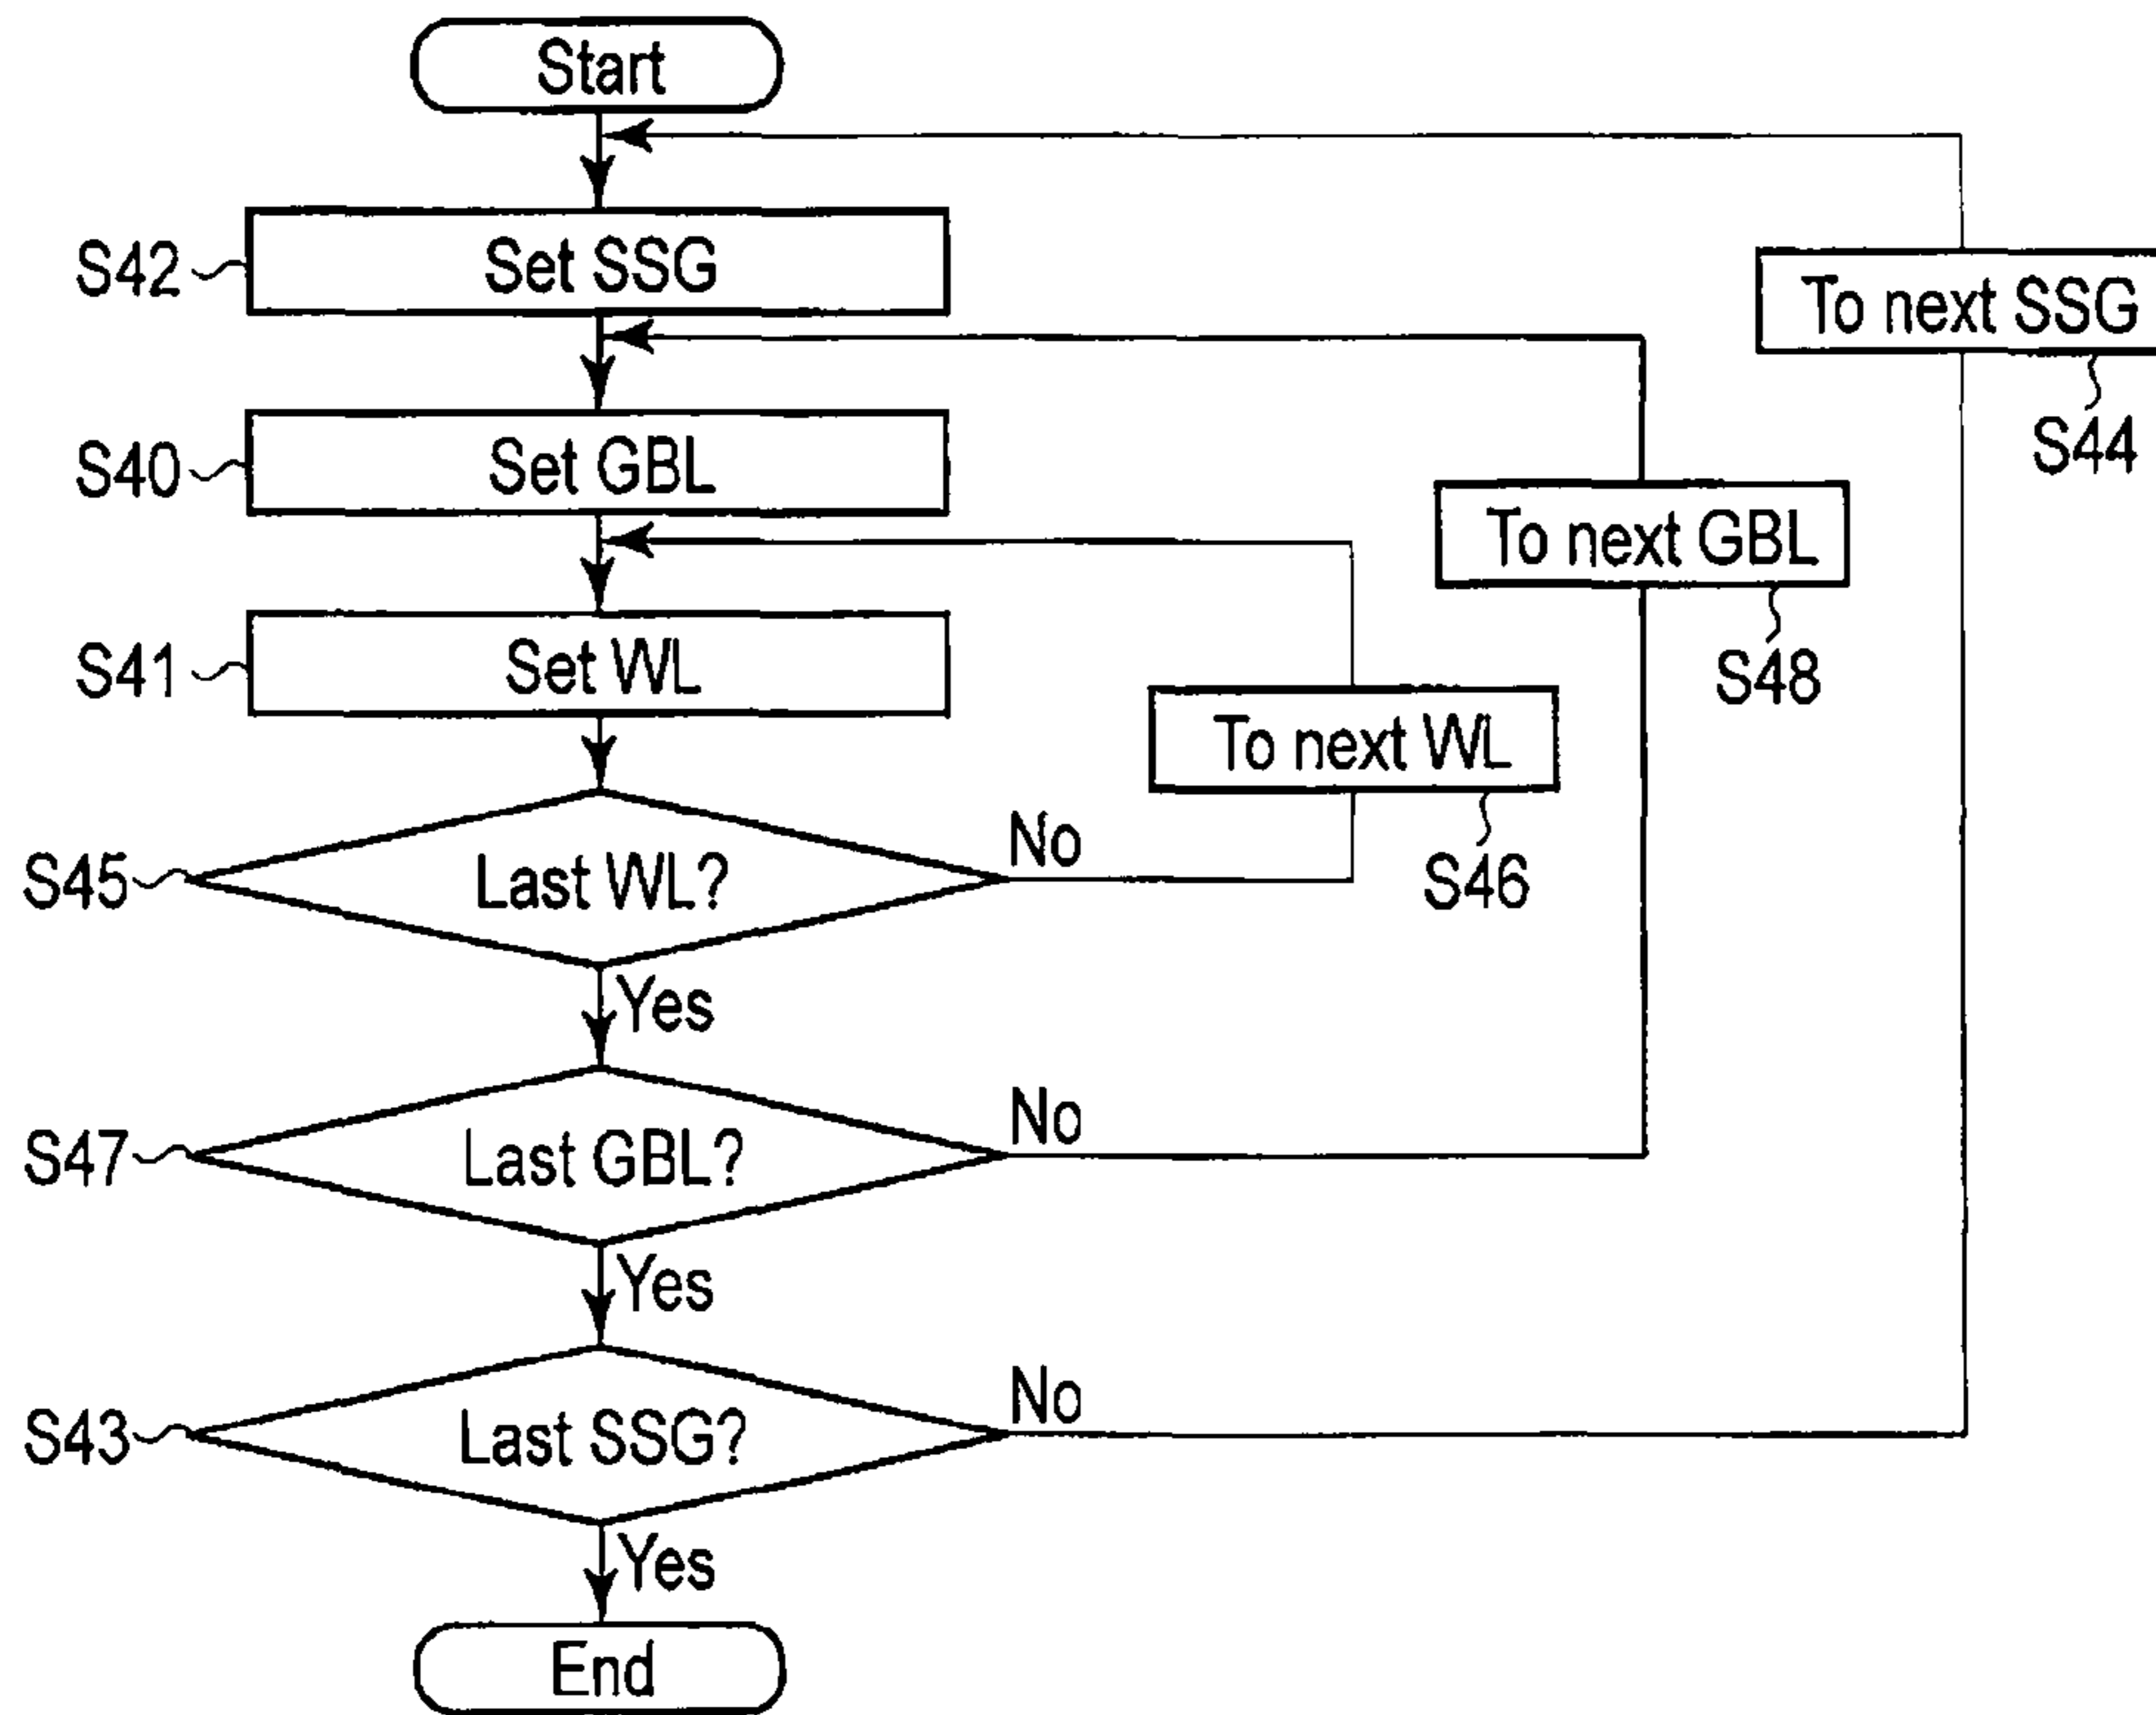 Start
S42
Set SSG
To next SSG
S44
S40
Set GBL
To next GBL
S48
S41
Set WL
To next WL
S46
S45
Last WL?
No
Yes
S47
Last GBL?
No
Yes
S43
Last SSG?
No
Yes
End